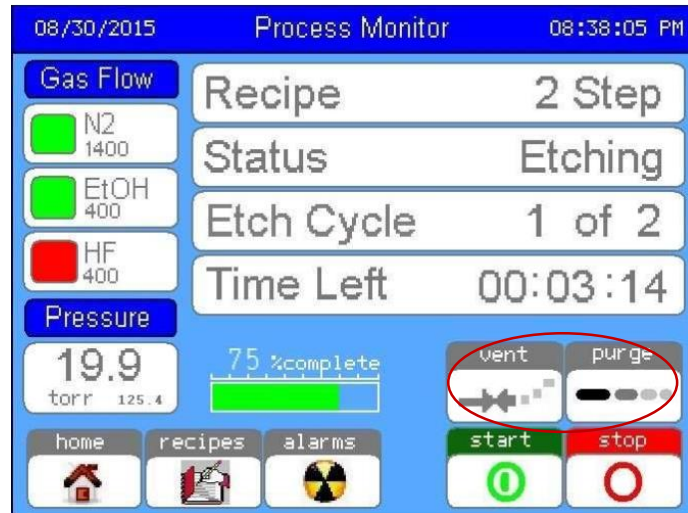 08/30/2015 Process Monitor 08:38:05 PM
Gas Flow
N2
1400
EtOH
400
HF
400
Pressure
19.9
torr 125.4
Recipe 2 Step
Status Etching
Etch Cycle 1 of 2
Time Left 00:03:14
75 %complete
vent purge
home recipes alarms start stop